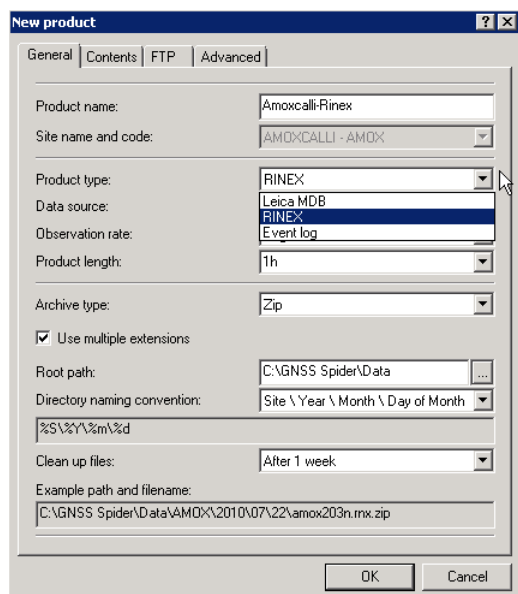 New product
General Contents FTP Advanced
Product name: Amoxcalli-Rinex
Site name and code: AMOXCALLI - AMOX
Product type: RINEX
Data source: Leica MDB
RINEX
Observation rate: Event log
Product length: 1h
Archive type: Zip
Use multiple extensions
Root path: C:\GNSS Spider\Data ...
Directory naming convention: Site \ Year \ Month \ Day of Month
%S\%Y\%m\%d
Clean up files: After 1 week
Example path and filename:
C:\GNSS Spider\Data\AMOX\2010\07\22\amox203n.rnx.zip
OK Cancel